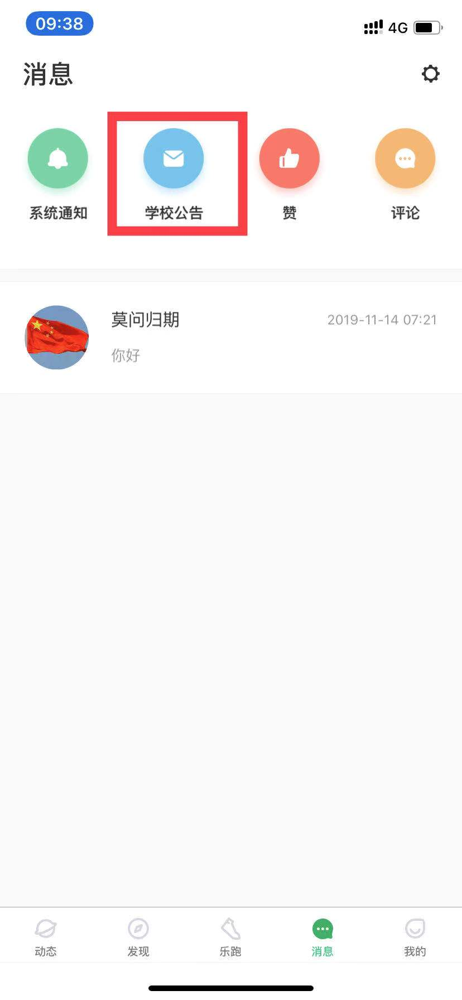 09:38
4G
消息
系统通知
学校公告
赞
评论
莫问归期
2019-11-14 07:21
你好
动态
发现
乐跑
消息
我的